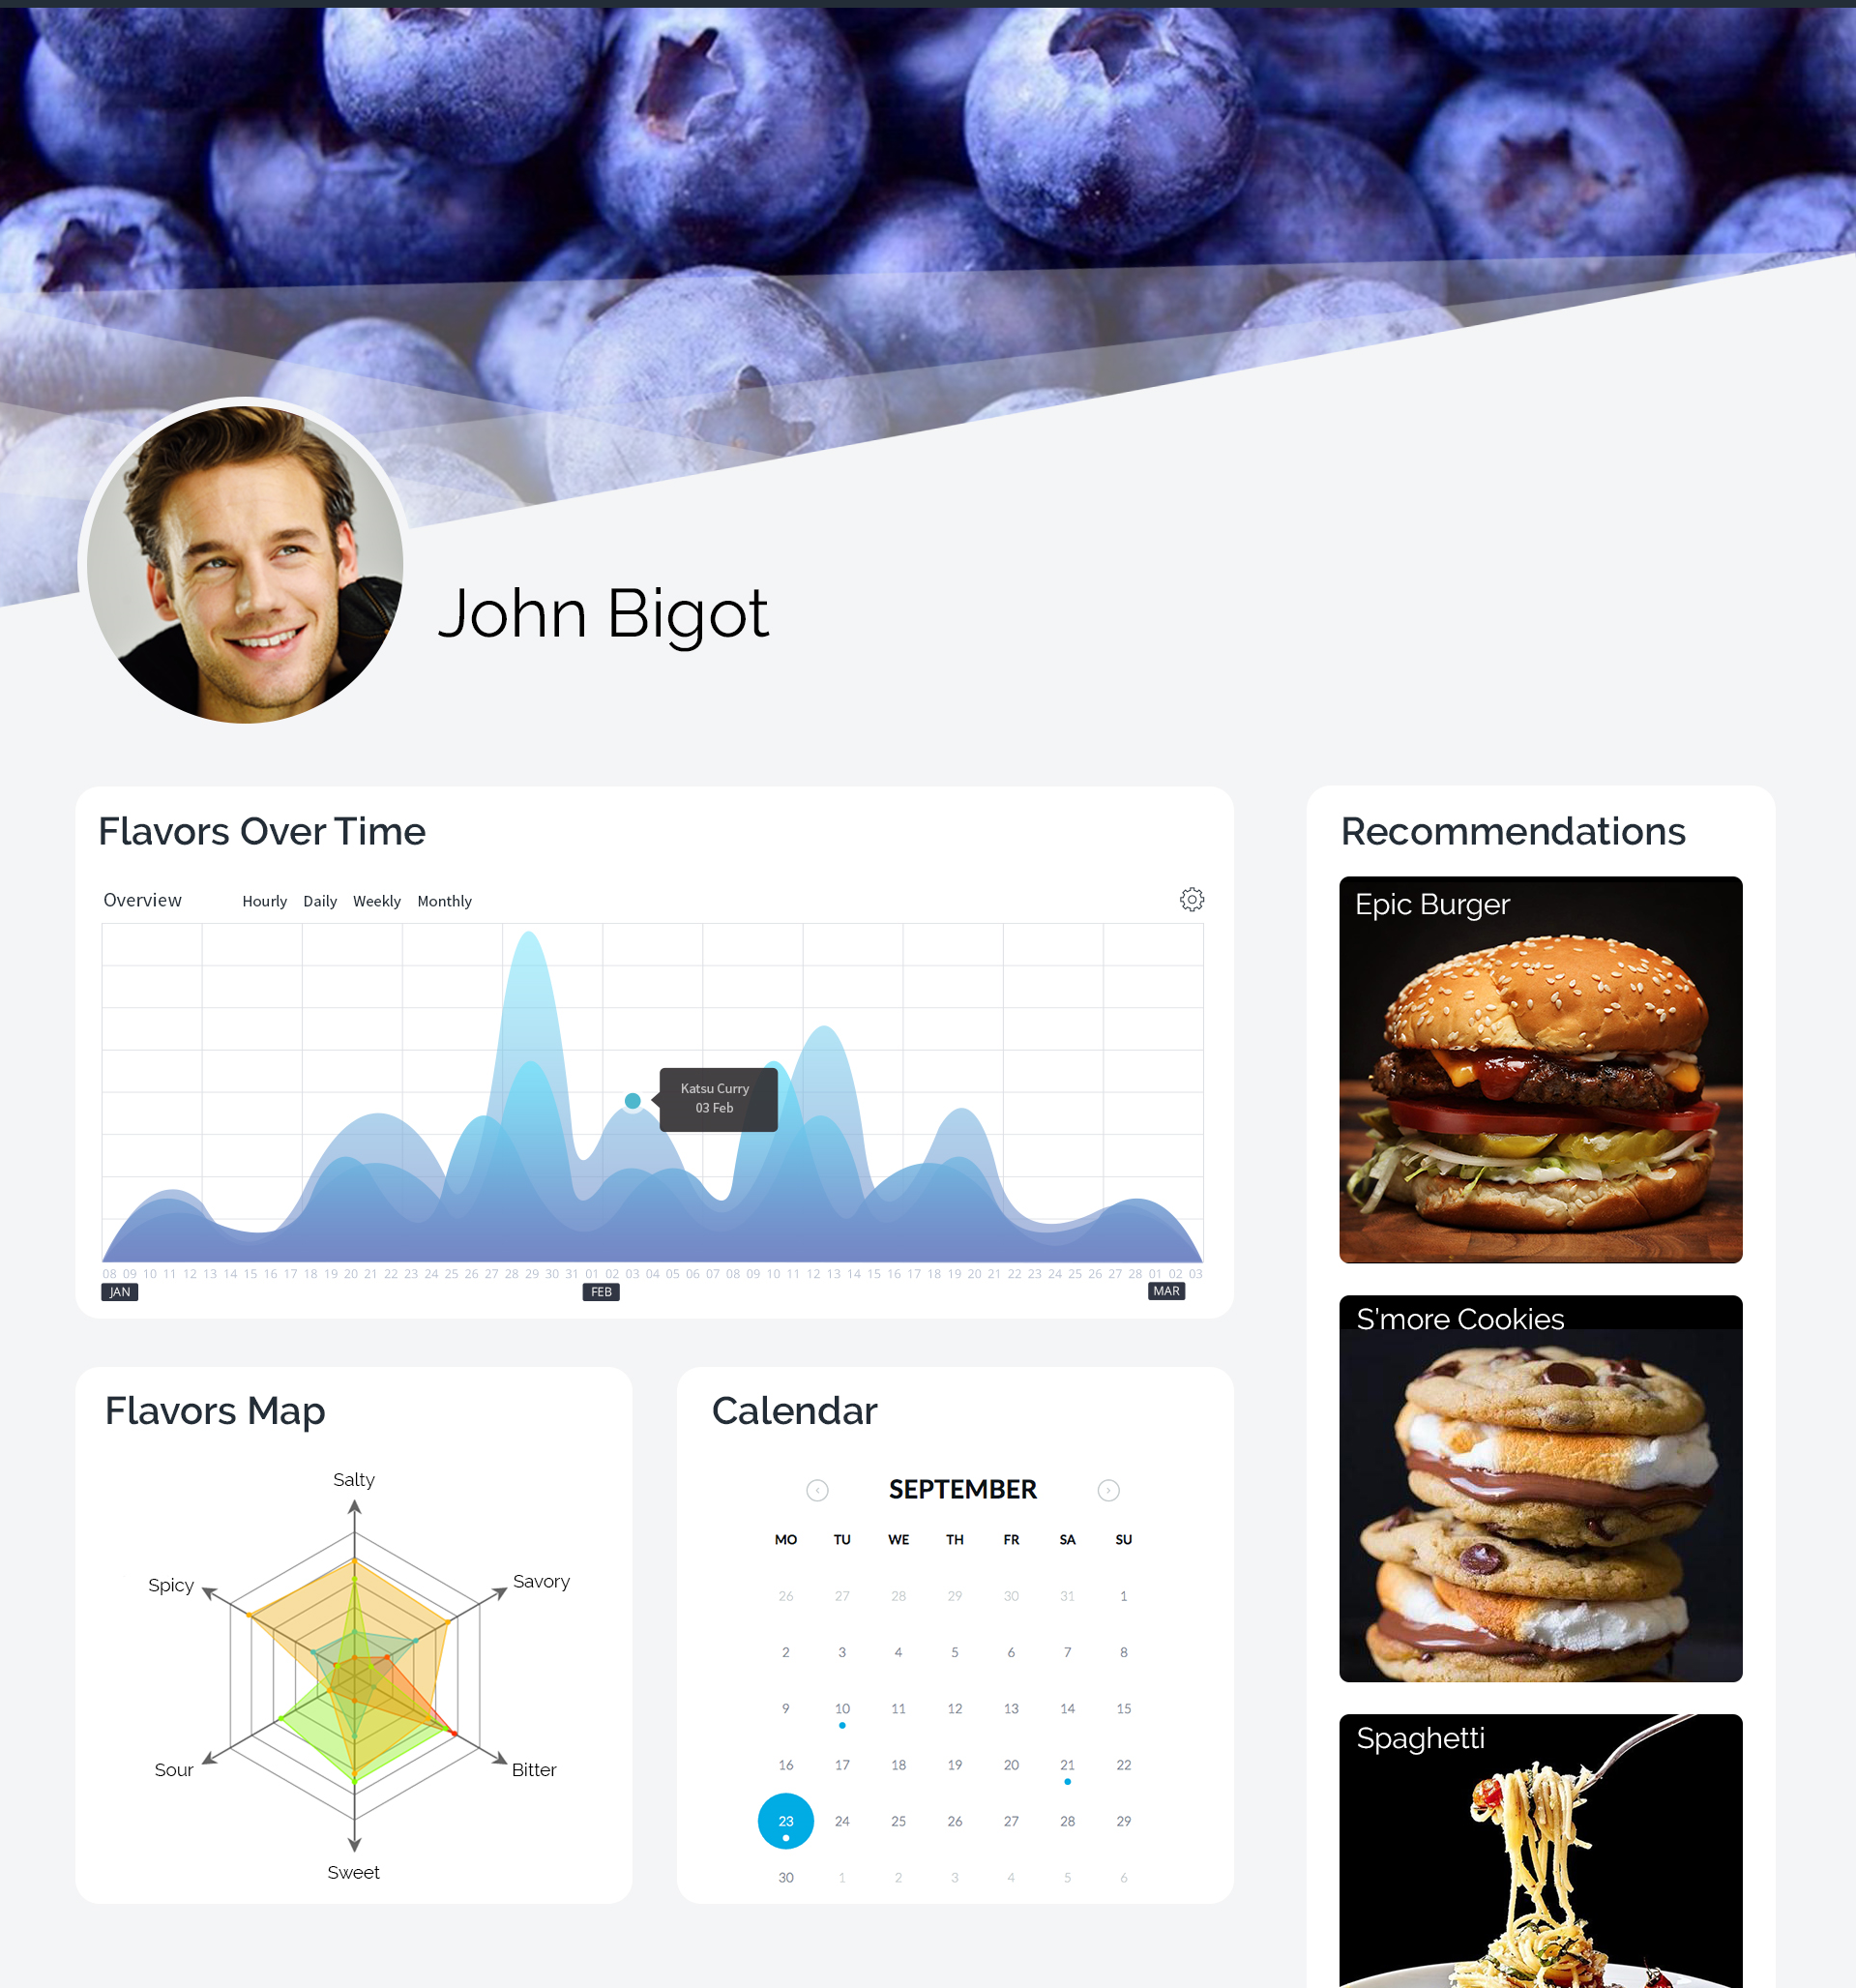 John Bigot
Flavors Over Time
Overview Hourly Daily Weekly Monthly
Katsu Curry
03 Feb
08 09 10 11 12 13 14 15 16 17 18 19 20 21 22 23 24 25 26 27 28 29 30 31 01 02 03 04 05 06 07 08 09 10 11 12 13 14 15 16 17 18 19 20 21 22 23 24 25 26 27 28 01 02 03
JAN FEB MAR
Flavors Map
Salty
Savory
Spicy
Sour
Bitter
Sweet
Calendar
SEPTEMBER
MO TU WE TH FR SA SU
26 27 28 29 30 31 1
2 3 4 5 6 7 8
9 10 11 12 13 14 15
16 17 18 19 20 21 22
23 24 25 26 27 28 29
30 1 2 3 4 5 6
Recommendations
Epic Burger
S'more Cookies
Spaghetti